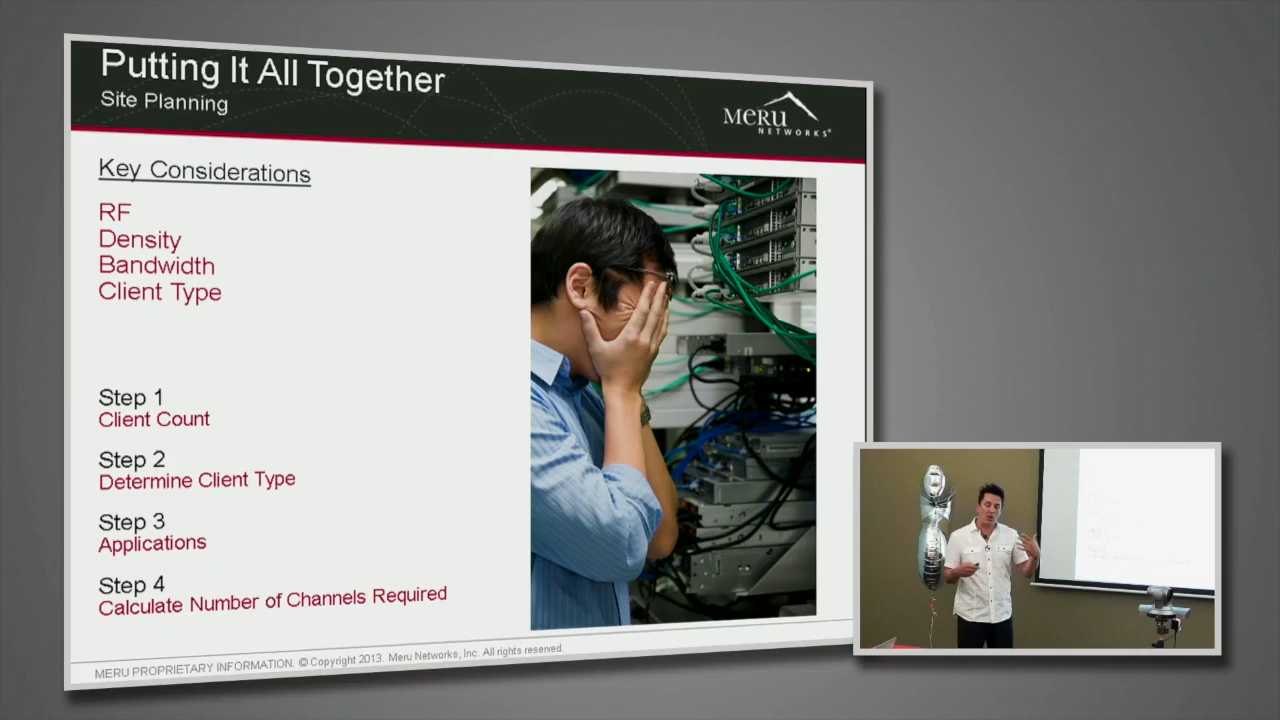 Putting It All Together
Site Planning
MERU
NETWORKS®
Key Considerations
RF
Density
Bandwidth
Client Type
Step 1
Client Count
Step 2
Determine Client Type
Step 3
Applications
Step 4
Calculate Number of Channels Required
MERU PROPRIETARY INFORMATION. © Copyright 2013. Meru Networks, Inc. All rights reserved.